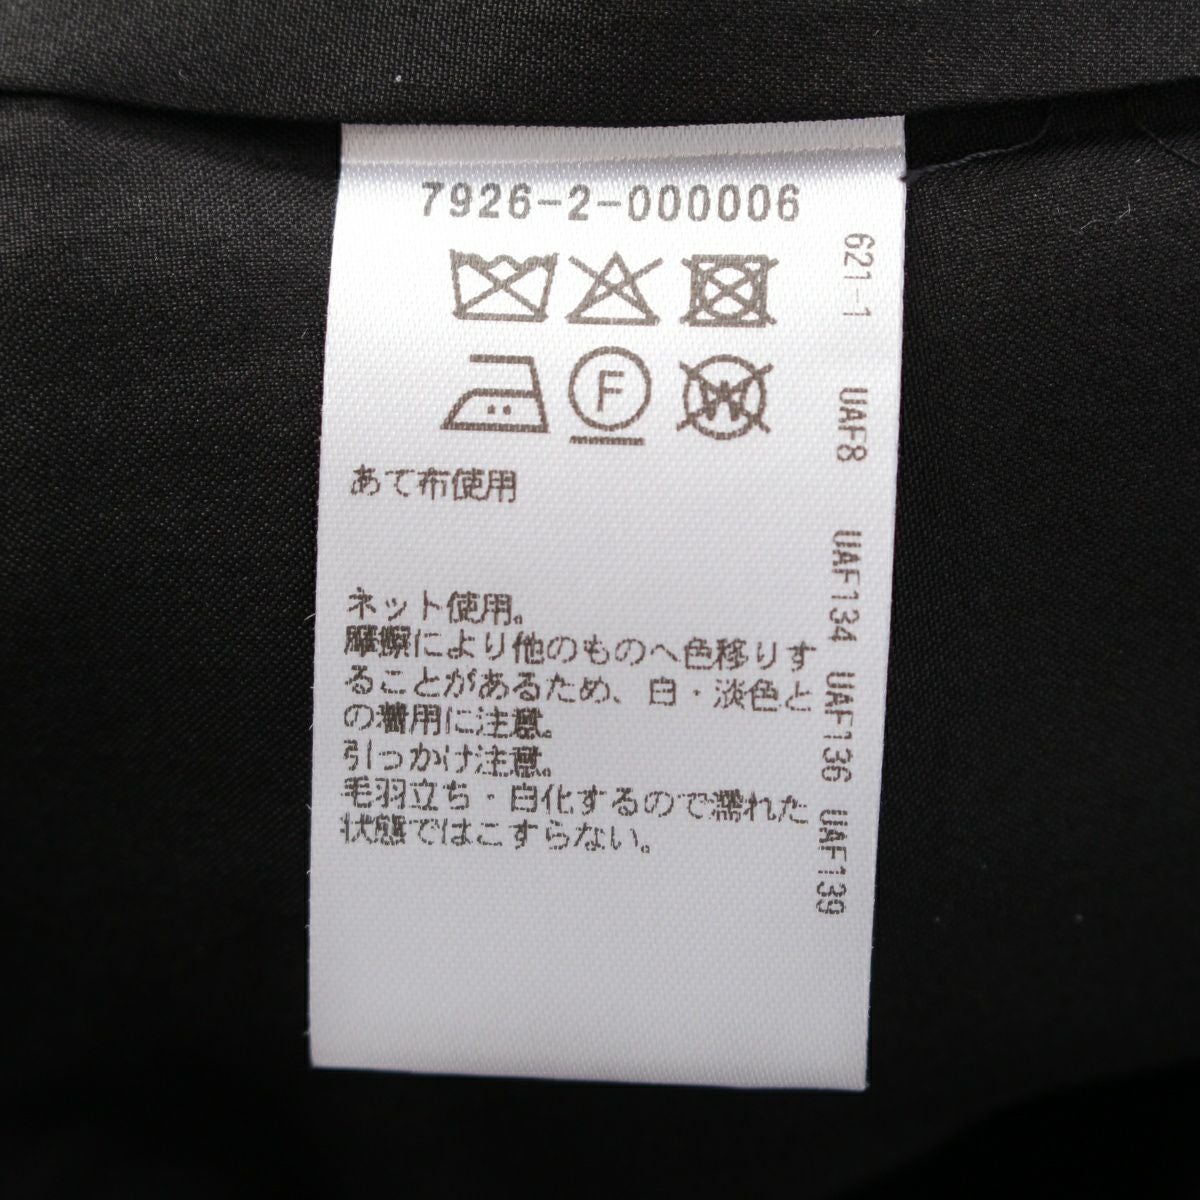 7926-2-000006
F
W
あて布使用
ネット使用。
摩擦により他のものへ色移りす
ることがあるため、白・淡色と
の着用に注意。
引っかけ注意。
毛羽立ち・白化するので濡れた
状態ではこすらない。
621-1 UAF8 UAF134 UAF136 UAF139